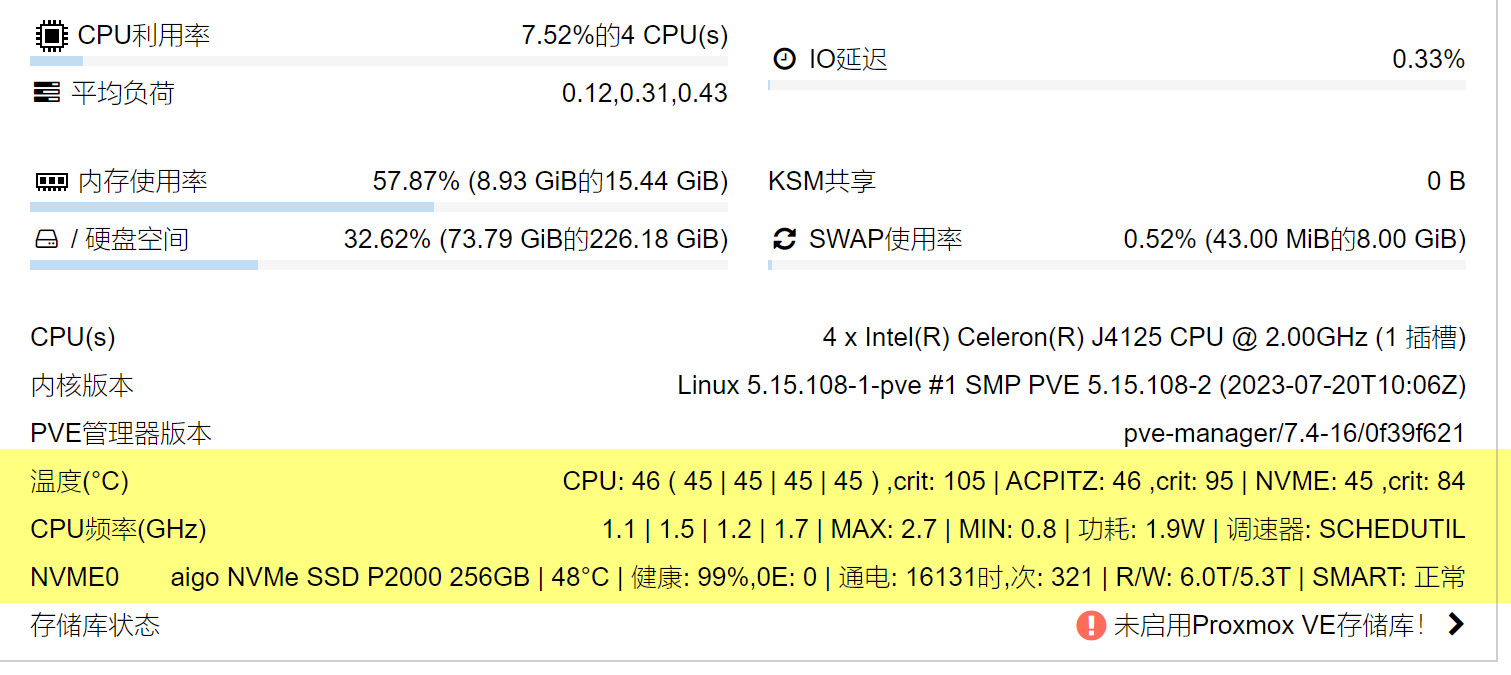 CPU利用率 7.52%的4 CPU(s)
IO延迟 0.33%
平均负荷 0.12,0.31,0.43
内存使用率 57.87% (8.93 GiB的15.44 GiB)
KSM共享 0 B
/ 硬盘空间 32.62% (73.79 GiB的226.18 GiB)
SWAP使用率 0.52% (43.00 MiB的8.00 GiB)
CPU(s) 4 x Intel(R) Celeron(R) J4125 CPU @ 2.00GHz (1 插槽)
内核版本 Linux 5.15.108-1-pve #1 SMP PVE 5.15.108-2 (2023-07-20T10:06Z)
PVE管理器版本 pve-manager/7.4-16/0f39f621
温度(°C) CPU: 46 ( 45 | 45 | 45 | 45 ) ,crit: 105 | ACPITZ: 46 ,crit: 95 | NVME: 45 ,crit: 84
CPU频率(GHz) 1.1 | 1.5 | 1.2 | 1.7 | MAX: 2.7 | MIN: 0.8 | 功耗: 1.9W | 调速器: SCHEDUTIL
NVME0 aigo NVMe SSD P2000 256GB | 48°C | 健康: 99%,0E: 0 | 通电: 16131时,次: 321 | R/W: 6.0T/5.3T | SMART: 正常
存储库状态 未启用Proxmox VE存储库!